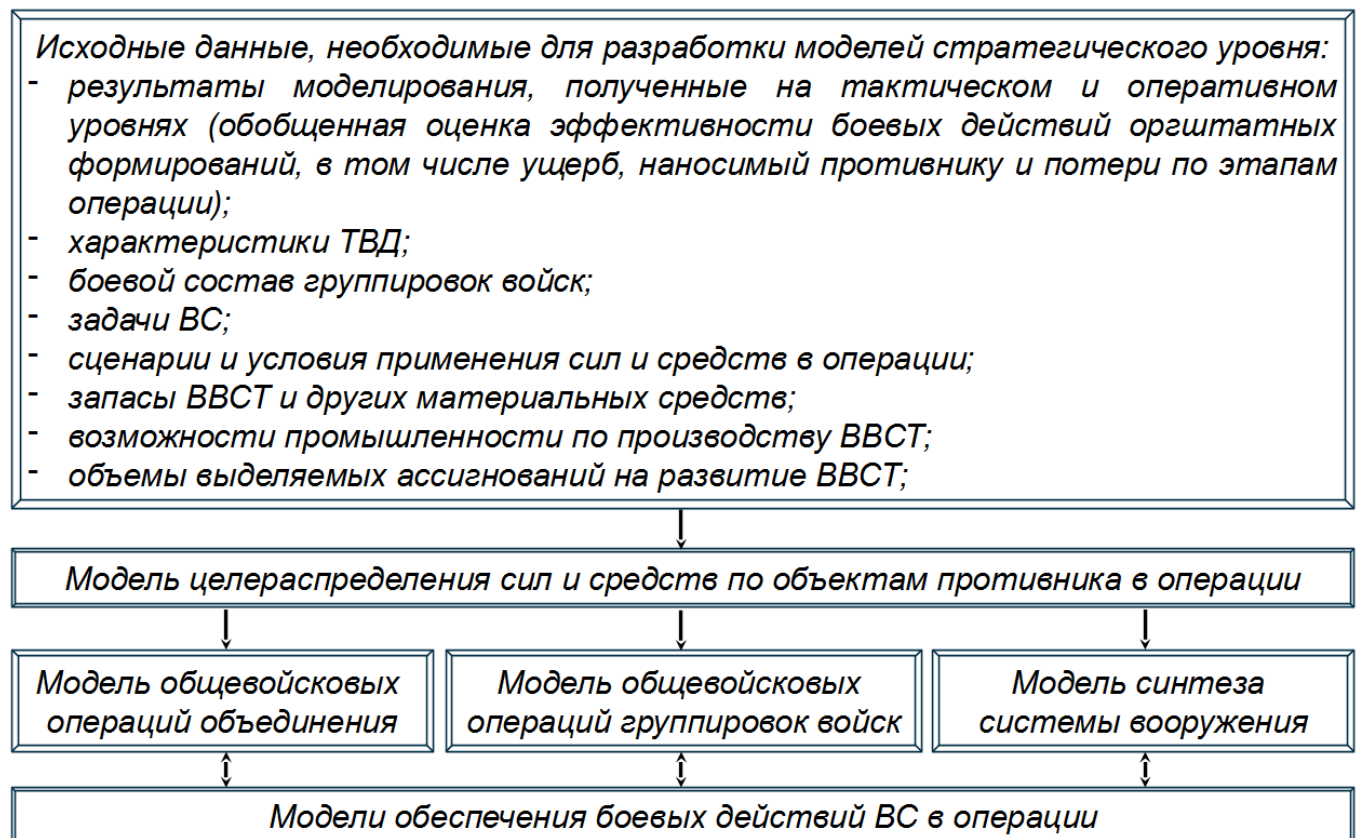 Исходные данные, необходимые для разработки моделей стратегического уровня:
- результаты моделирования, полученные на тактическом и оперативном
уровнях (обобщенная оценка эффективности боевых действий оргштатных
формирований, в том числе ущерб, наносимый противнику и потери по этапам
операции);
- характеристики ТВД;
- боевой состав группировок войск;
- задачи ВС;
- сценарии и условия применения сил и средств в операции;
- запасы ВВСТ и других материальных средств;
- возможности промышленности по производству ВВСТ;
- объемы выделяемых ассигнований на развитие ВВСТ;
Модель целераспределения сил и средств по объектам противника в операции
Модель общевойсковых
операций объединения
Модель общевойсковых
операций группировок войск
Модель синтеза
системы вооружения
Модели обеспечения боевых действий ВС в операции